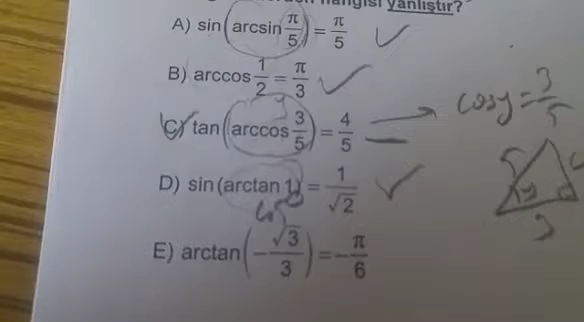 hangisi yanlıştır?
A) sin(arcsin π/5) = π/5
B) arccos 1/2 = π/3
C) tan(arccos 3/5) = 4/5
cosy = 3/5
D) sin(arctan 1) = 1/√2
E) arctan(-√3/3) = -π/6